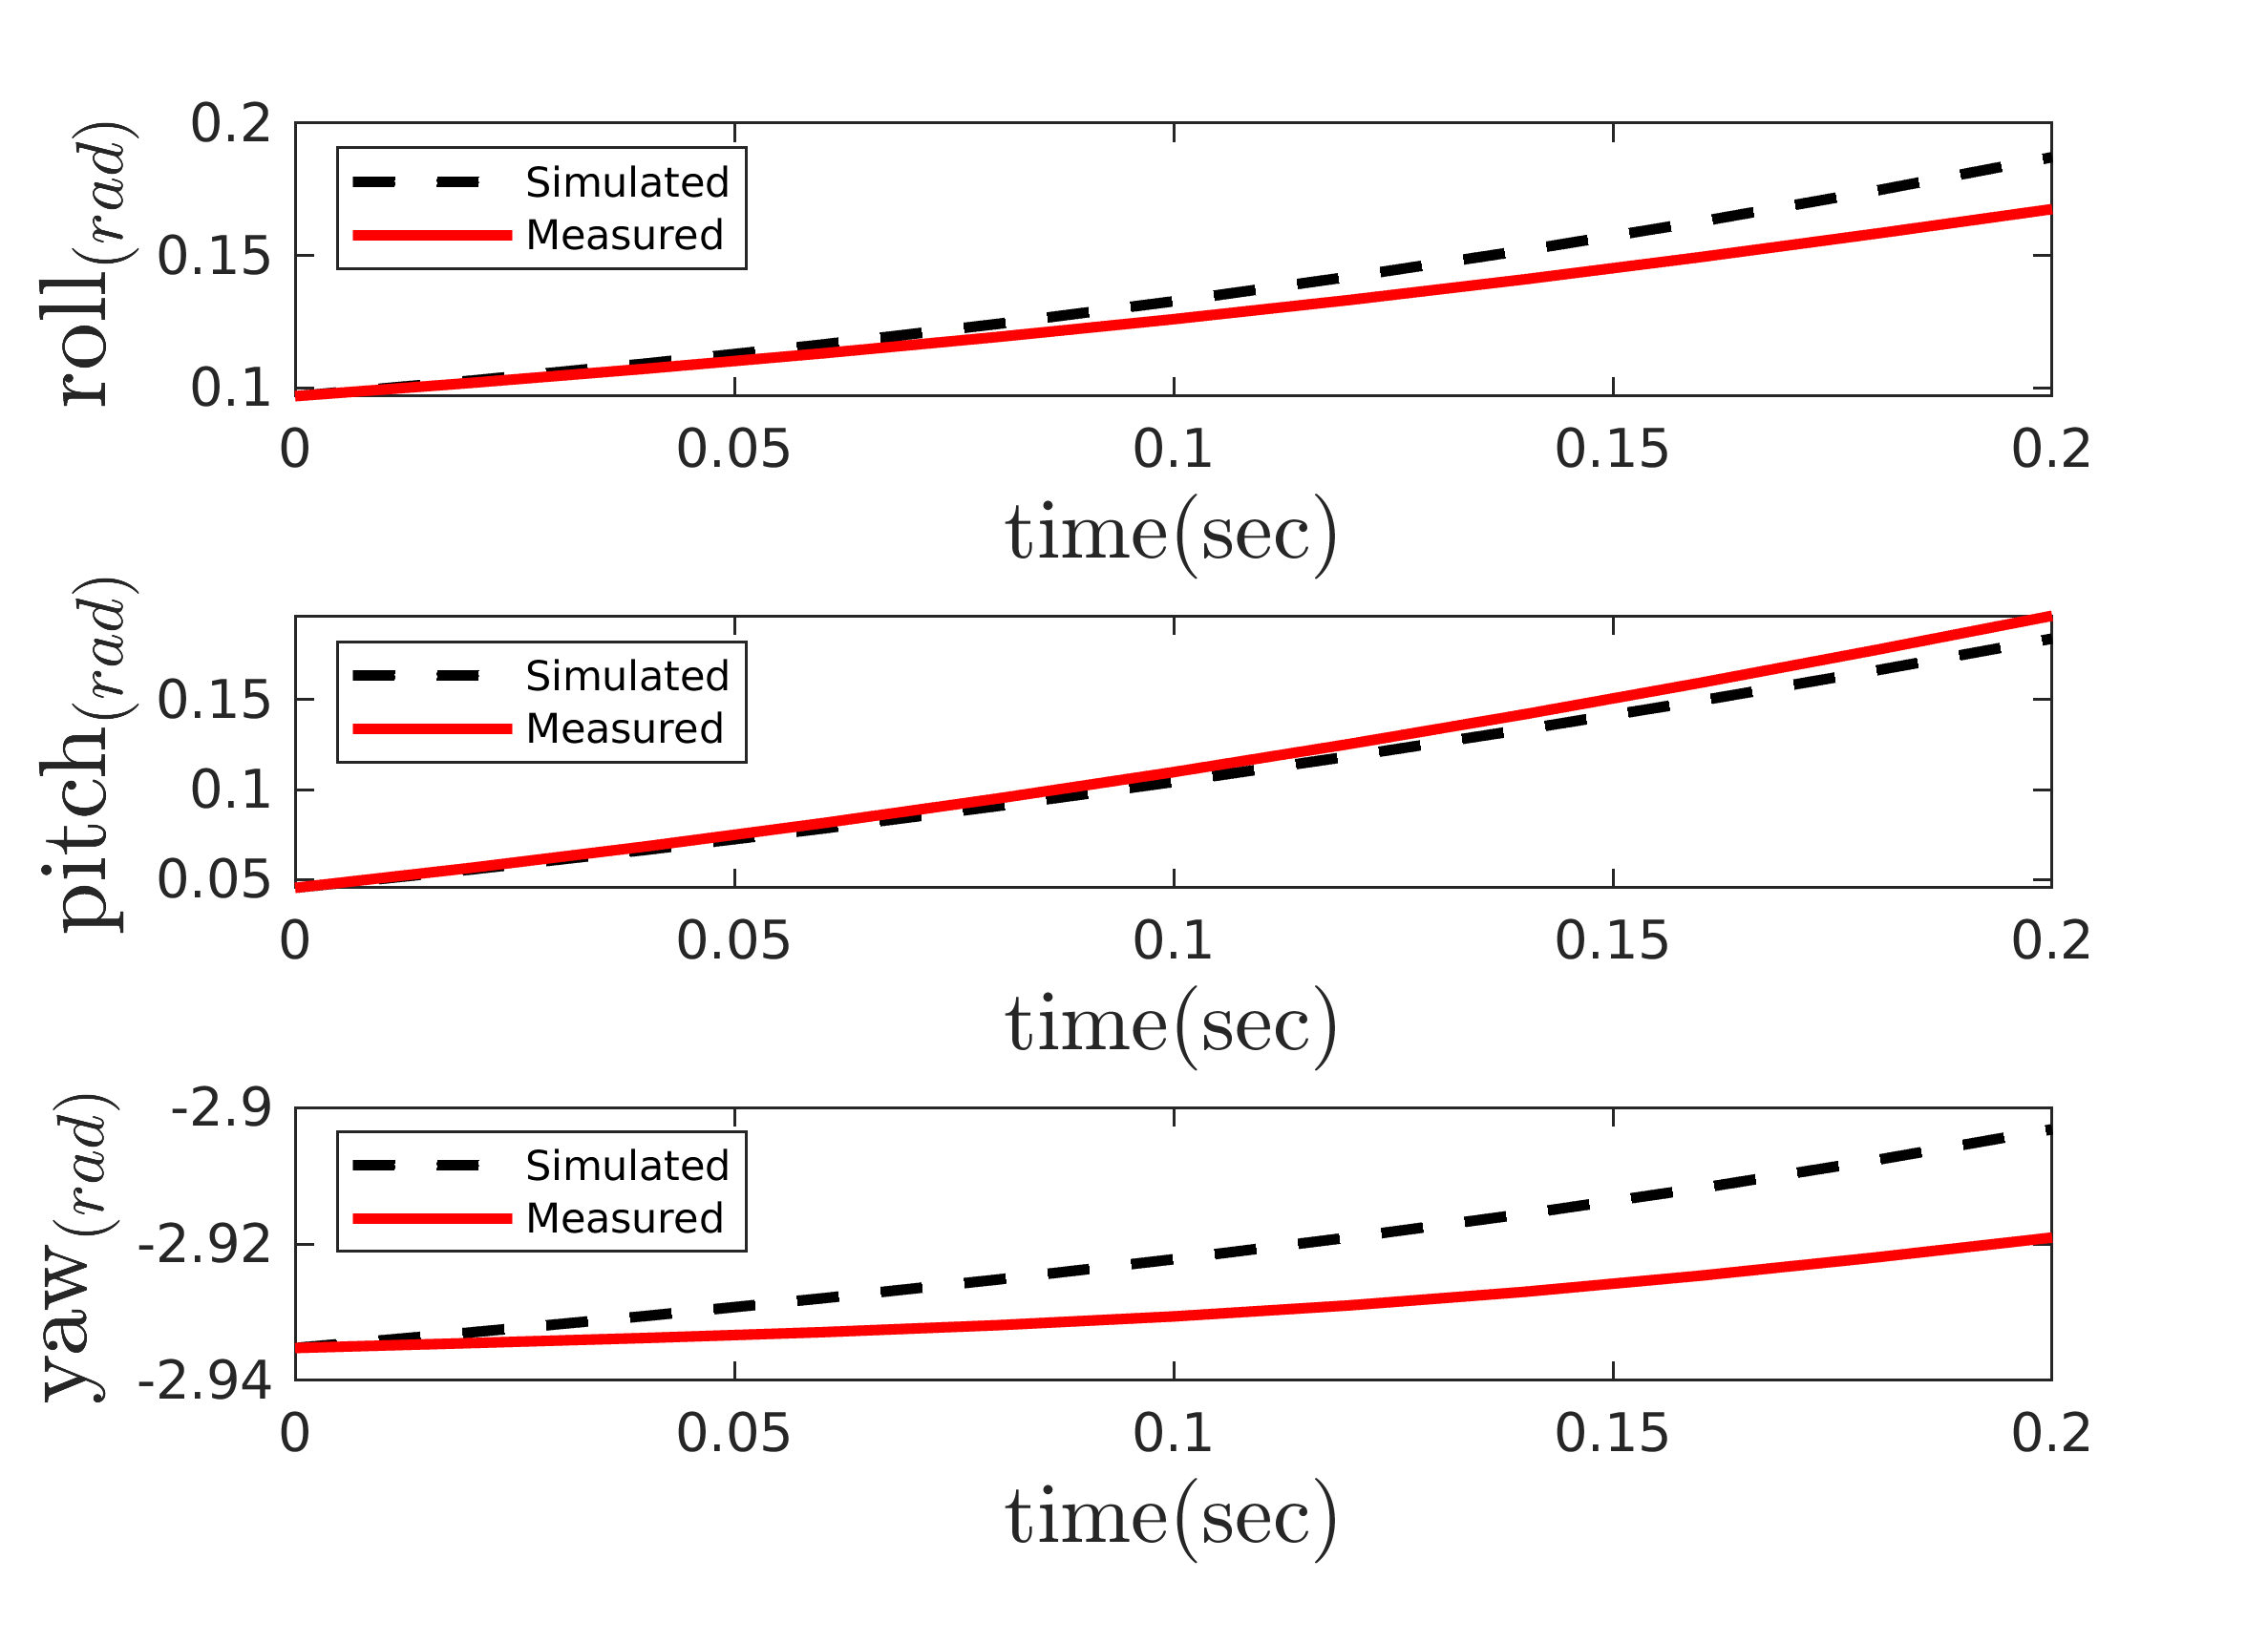 roll(rad)
0.2
0.15
0.1
Simulated
Measured
0 0.05 0.1 0.15 0.2
time(sec)
pitch(rad)
0.15
0.1
0.05
Simulated
Measured
0 0.05 0.1 0.15 0.2
time(sec)
yaw(rad)
-2.9
-2.92
-2.94
Simulated
Measured
0 0.05 0.1 0.15 0.2
time(sec)